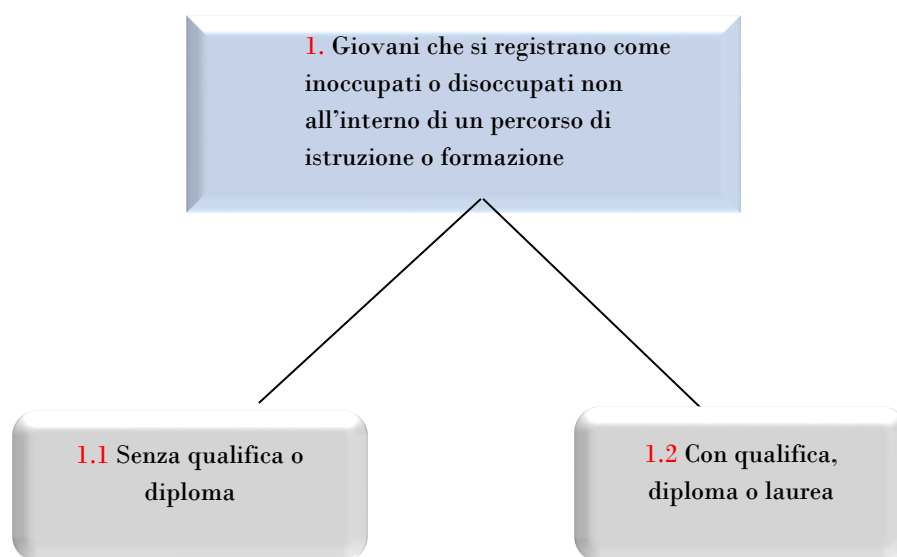 1. Giovani che si registrano come
inoccupati o disoccupati non
all’interno di un percorso di
istruzione o formazione
1.1 Senza qualifica o
diploma
1.2 Con qualifica,
diploma o laurea